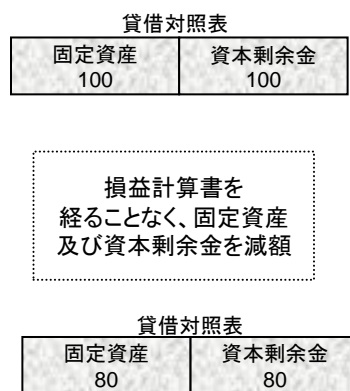 貸借対照表
固定資産 資本剰余金
100 100
損益計算書を
経ることなく、固定資産
及び資本剰余金を減額
貸借対照表
固定資産 資本剰余金
80 80